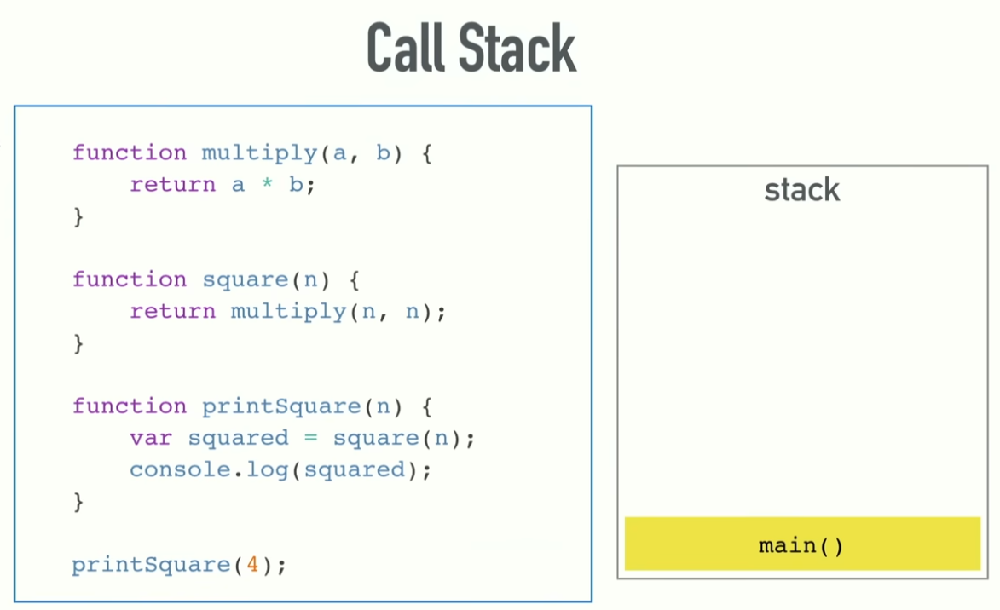 Call Stack
function multiply(a, b) {
    return a * b;
}
function square(n) {
    return multiply(n, n);
}
function printSquare(n) {
    var squared = square(n);
    console.log(squared);
}
printSquare(4);
stack
main()